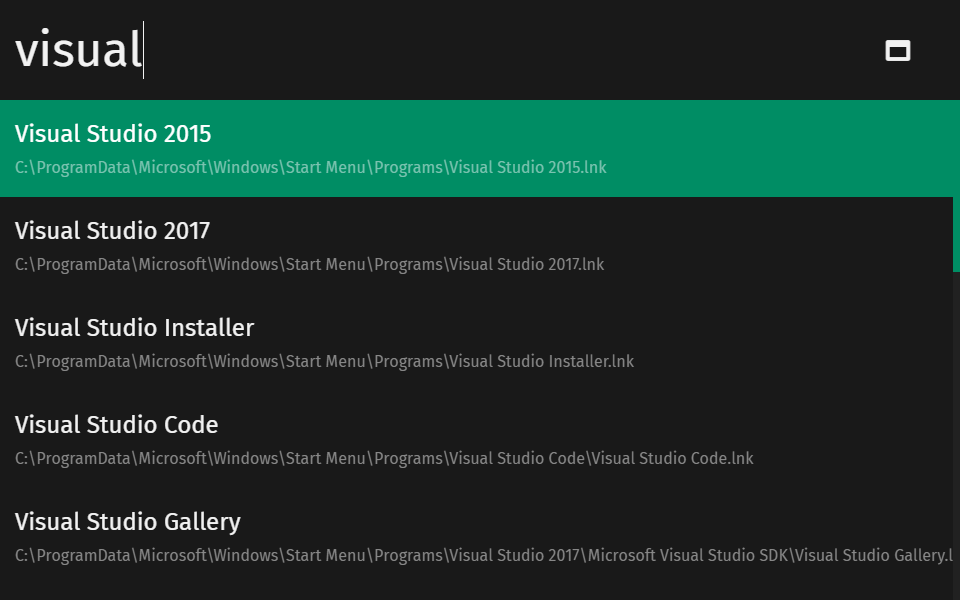 visual
Visual Studio 2015
C:\ProgramData\Microsoft\Windows\Start Menu\Programs\Visual Studio 2015.lnk
Visual Studio 2017
C:\ProgramData\Microsoft\Windows\Start Menu\Programs\Visual Studio 2017.lnk
Visual Studio Installer
C:\ProgramData\Microsoft\Windows\Start Menu\Programs\Visual Studio Installer.lnk
Visual Studio Code
C:\ProgramData\Microsoft\Windows\Start Menu\Programs\Visual Studio Code\Visual Studio Code.lnk
Visual Studio Gallery
C:\ProgramData\Microsoft\Windows\Start Menu\Programs\Visual Studio 2017\Microsoft Visual Studio SDK\Visual Studio Gallery.l